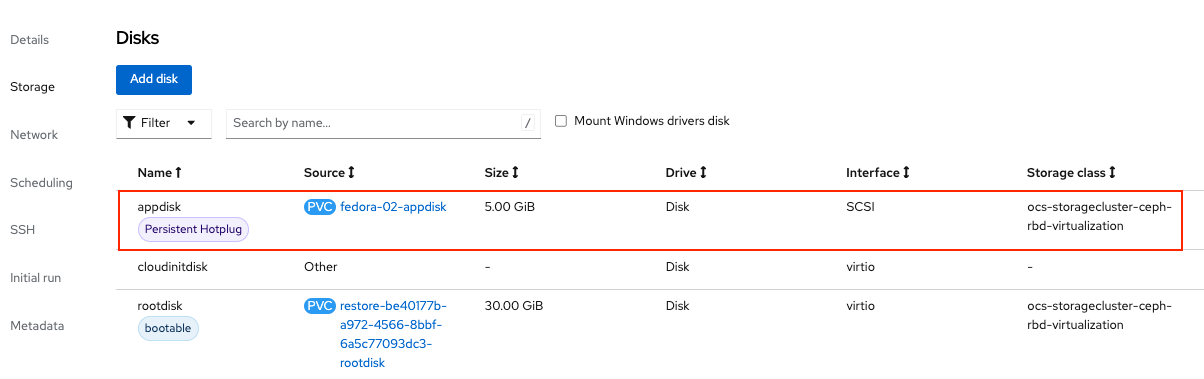 Details
Storage
Network
Scheduling
SSH
Initial run
Metadata
Disks
Add disk
Filter
Search by name...
/
Mount Windows drivers disk
Name Source Size Drive Interface Storage class
appdisk PVC fedora-02-appdisk 5.00 GiB Disk SCSI ocs-storagecluster-ceph-
Persistent Hotplug rbd-virtualization
cloudinitdisk Other - Disk virtio -
rootdisk PVC restore-be40177b- 30.00 GiB Disk virtio ocs-storagecluster-ceph-
bootable a972-4566-8bbf- rbd-virtualization
6a5c77093dc3-
rootdisk